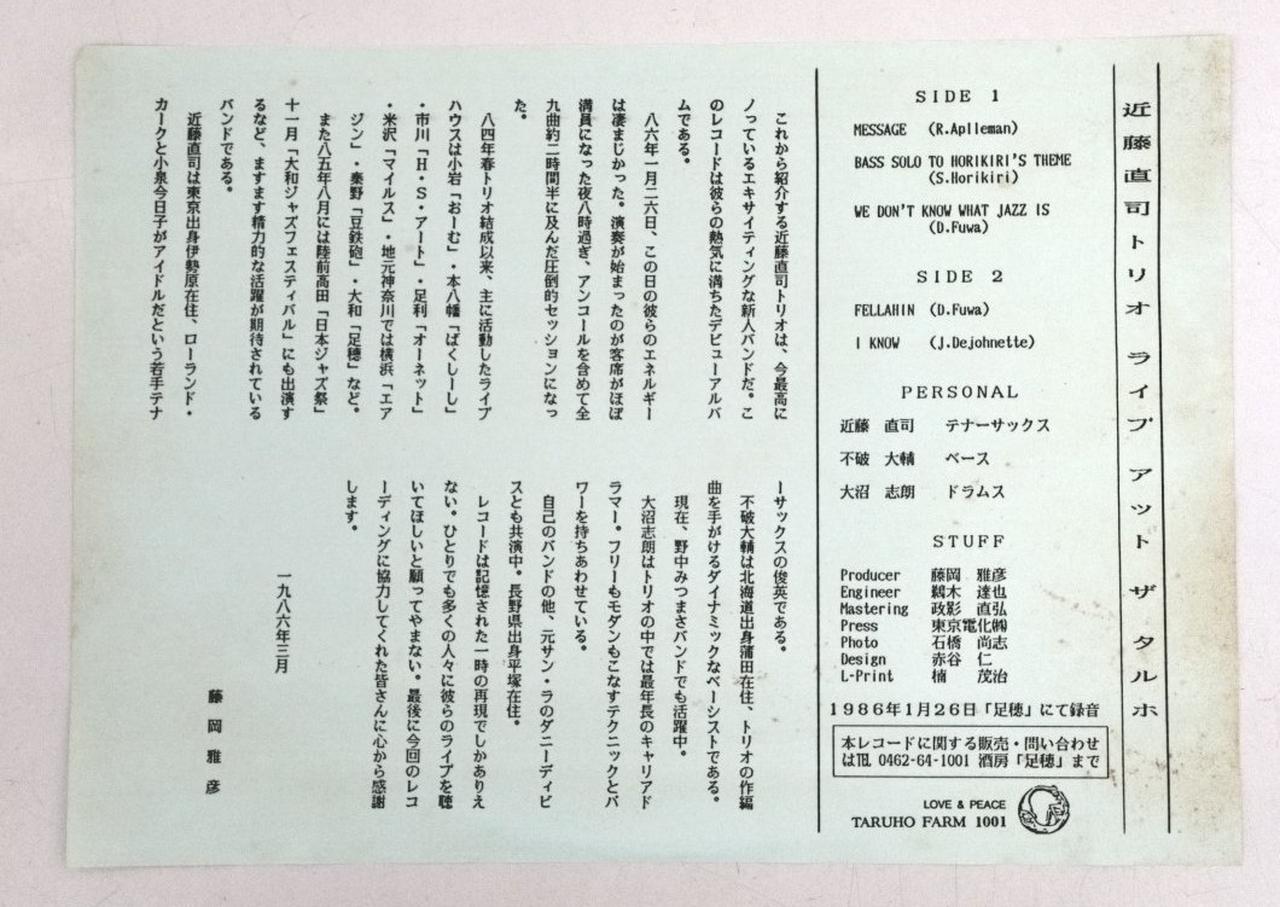 近藤直司トリオ ライブ アット ザ タルホ
SIDE 1
MESSAGE (R.Aplleman)
BASS SOLO TO HORIKIRI'S THEME
(S.Horikiri)
WE DON'T KNOW WHAT JAZZ IS
(D.Fuwa)
SIDE 2
FELLAHIN (D.Fuwa)
I KNOW (J.Dejohnette)
PERSONAL
近藤 直司 テナーサックス
不破 大輔 ベース
大沼 志朗 ドラムス
STUFF
Producer 藤岡 雅彦
Engineer 鵜木 達也
Mastering 政影 直弘
Press 東京電化㈱
Photo 石橋 尚志
Design 赤谷 仁
L-Print 楠 茂治
1986年1月26日「足穂」にて録音
本レコードに関する販売・問い合わせ
は℡ 0462-64-1001 酒房「足穂」まで
LOVE & PEACE
TARUHO FARM 1001
これから紹介する近藤直司トリオは、今最高に
ノっているエキサイティングな新人バンドだ。こ
のレコードは彼らの熱気に満ちたデビューアルバ
ムである。
八六年一月二六日、この日の彼らのエネルギー
は凄まじかった。演奏が始まったのが客席がほぼ
満員になった夜八時過ぎ、アンコールを含めて全
九曲約二時間半に及んだ圧倒的セッションになっ
た。
八四年春トリオ結成以来、主に活動したライブ
ハウスは小岩「おーむ」・本八幡「ばくしーし」
・市川「H・S・アート」・足利「オーネット」
・米沢「マイルス」・地元神奈川では横浜「エア
ジン」・秦野「豆鉄砲」・大和「足穂」など。
また八五年八月には陸前高田「日本ジャズ祭」
十一月「大和ジャズフェスティバル」にも出演す
るなど、ますます精力的な活躍が期待されている
バンドである。
近藤直司は東京出身伊勢原在住、ローランド・
カークと小泉今日子がアイドルだという若手テナ
ーサックスの俊英である。
不破大輔は北海道出身蒲田在住、トリオの作編
曲を手がけるダイナミックなベーシストである。
現在、野中みつまさバンドでも活躍中。
大沼志朗はトリオの中では最年長のキャリアド
ラマー。フリーもモダンもこなすテクニックとパ
ワーを持ちあわせている。
自己のバンドの他、元サン・ラのダニーディビ
スとも共演中。長野県出身平塚在住。
レコードは記憶された一時の再現でしかありえ
ない。ひとりでも多くの人々に彼らのライブを聴
いてほしいと願ってやまない。最後に今回のレコ
ーディングに協力してくれた皆さんに心から感謝
します。
一九八六年三月
藤岡雅彦